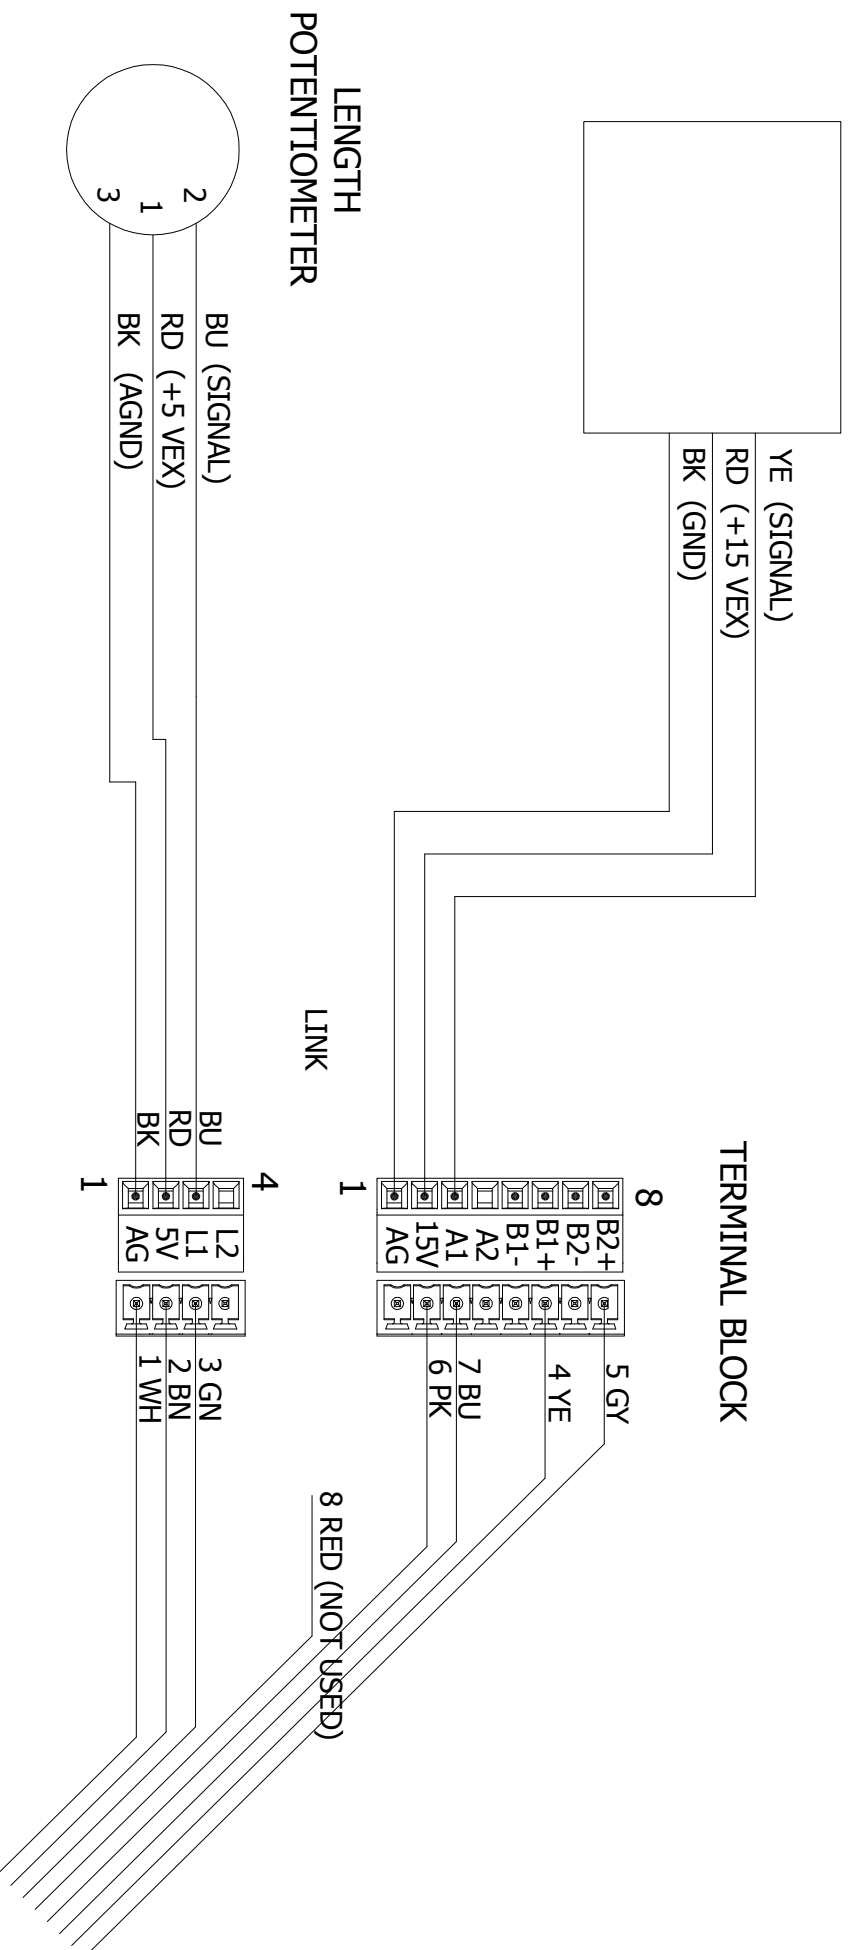 TERMINAL BLOCK
YE (SIGNAL)
RD (+15 VEX)
BK (GND)
8
B2+
B2-
B1+
B1-
A2
A1
15V
AG
1
5 GY
4 YE
7 BU
6 PK
8 RED (NOT USED)
LENGTH
POTENTIOMETER
LINK
2
1
3
BU (SIGNAL)
RD (+5 VEX)
BK (AGND)
BU
RD
BK
4
L2
L1
5V
AG
1
3 GN
2 BN
1 WH